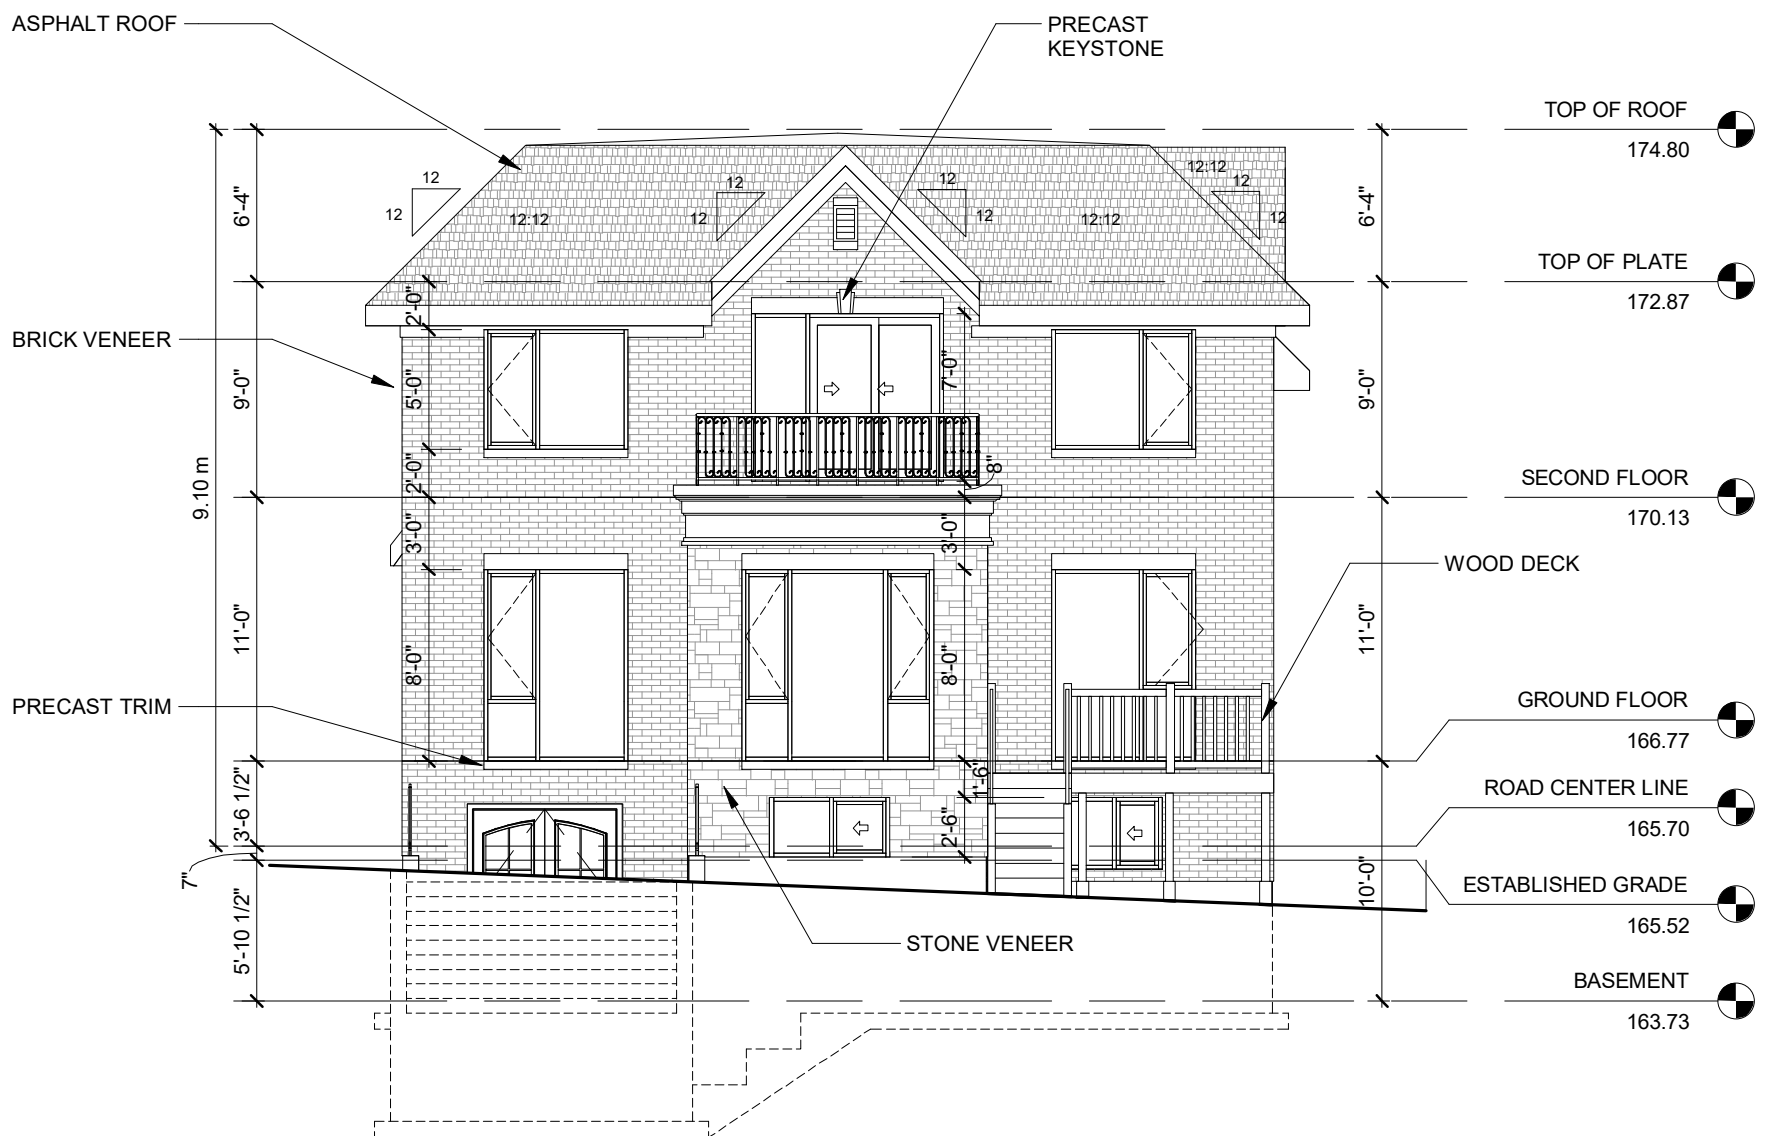 ASPHALT ROOF
PRECAST
KEYSTONE
TOP OF ROOF
174.80
12
12
12:12
12
12
12
12
12:12
12:12
12
12
6'-4"
6'-4"
TOP OF PLATE
172.87
BRICK VENEER
9'-0"
2'-0"
5'-0"
2'-0"
7'-0"
8"
9'-0"
9.10 m
SECOND FLOOR
170.13
3'-0"
3'-0"
WOOD DECK
11'-0"
8'-0"
8'-0"
11'-0"
PRECAST TRIM
GROUND FLOOR
166.77
3'-6 1/2"
1'-6"
2'-6"
ROAD CENTER LINE
165.70
7"
10'-0"
ESTABLISHED GRADE
165.52
5'-10 1/2"
STONE VENEER
BASEMENT
163.73